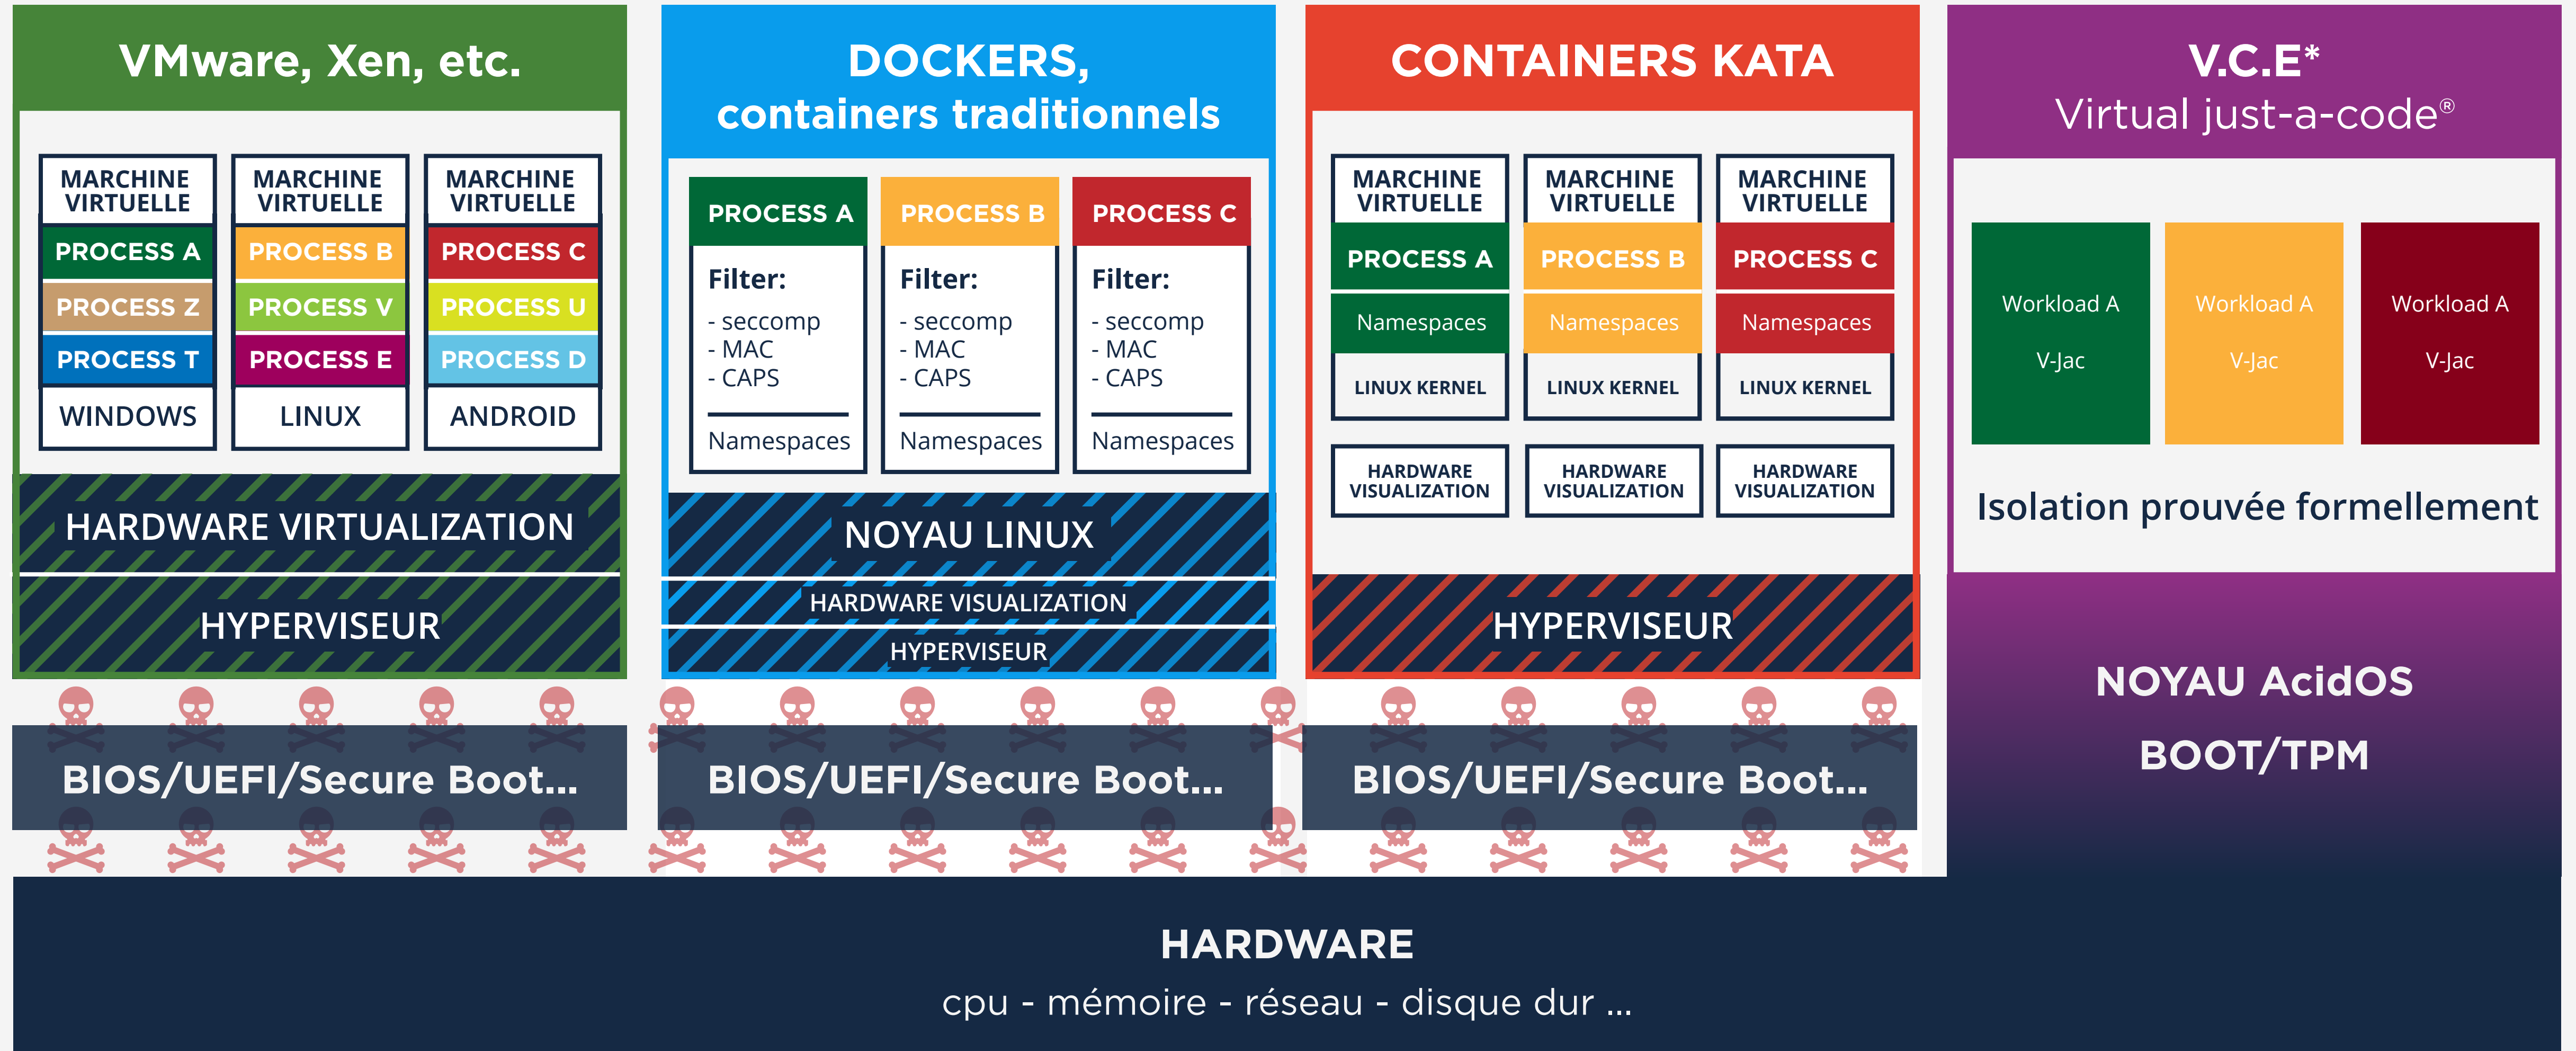 VMware, Xen, etc.
MARCHINE
VIRTUELLE
PROCESS A
PROCESS Z
PROCESS T
WINDOWS
MARCHINE
VIRTUELLE
PROCESS B
PROCESS V
PROCESS E
LINUX
MARCHINE
VIRTUELLE
PROCESS C
PROCESS U
PROCESS D
ANDROID
HARDWARE VIRTUALIZATION
HYPERVISEUR
BIOS/UEFI/Secure Boot...
DOCKERS,
containers traditionnels
PROCESS A
Filter:
- seccomp
- MAC
- CAPS
Namespaces
PROCESS B
Filter:
- seccomp
- MAC
- CAPS
Namespaces
PROCESS C
Filter:
- seccomp
- MAC
- CAPS
Namespaces
NOYAU LINUX
HARDWARE VISUALIZATION
HYPERVISEUR
BIOS/UEFI/Secure Boot...
CONTAINERS KATA
MARCHINE
VIRTUELLE
PROCESS A
Namespaces
LINUX KERNEL
HARDWARE
VISUALIZATION
MARCHINE
VIRTUELLE
PROCESS B
Namespaces
LINUX KERNEL
HARDWARE
VISUALIZATION
MARCHINE
VIRTUELLE
PROCESS C
Namespaces
LINUX KERNEL
HARDWARE
VISUALIZATION
HYPERVISEUR
BIOS/UEFI/Secure Boot...
V.C.E*
Virtual just-a-code®
Workload A
V-Jac
Workload A
V-Jac
Workload A
V-Jac
Isolation prouvée formellement
NOYAU AcidOS
BOOT/TPM
HARDWARE
cpu - mémoire - réseau - disque dur ...